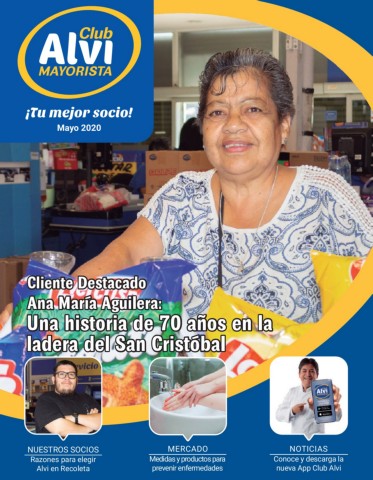 Club
Alvi
MAYORISTA
¡Tu mejor socio!
Mayo 2020
Cliente Destacado
Ana María Aguilera:
Una historia de 70 años en la
ladera del San Cristóbal
NUESTROS SOCIOS
Razones para elegir
Alvi en Recoleta
MERCADO
Medidas y productos para
prevenir enfermedades
Alvi
NOTICIAS
Conoce y descarga la
nueva App Club Alvi